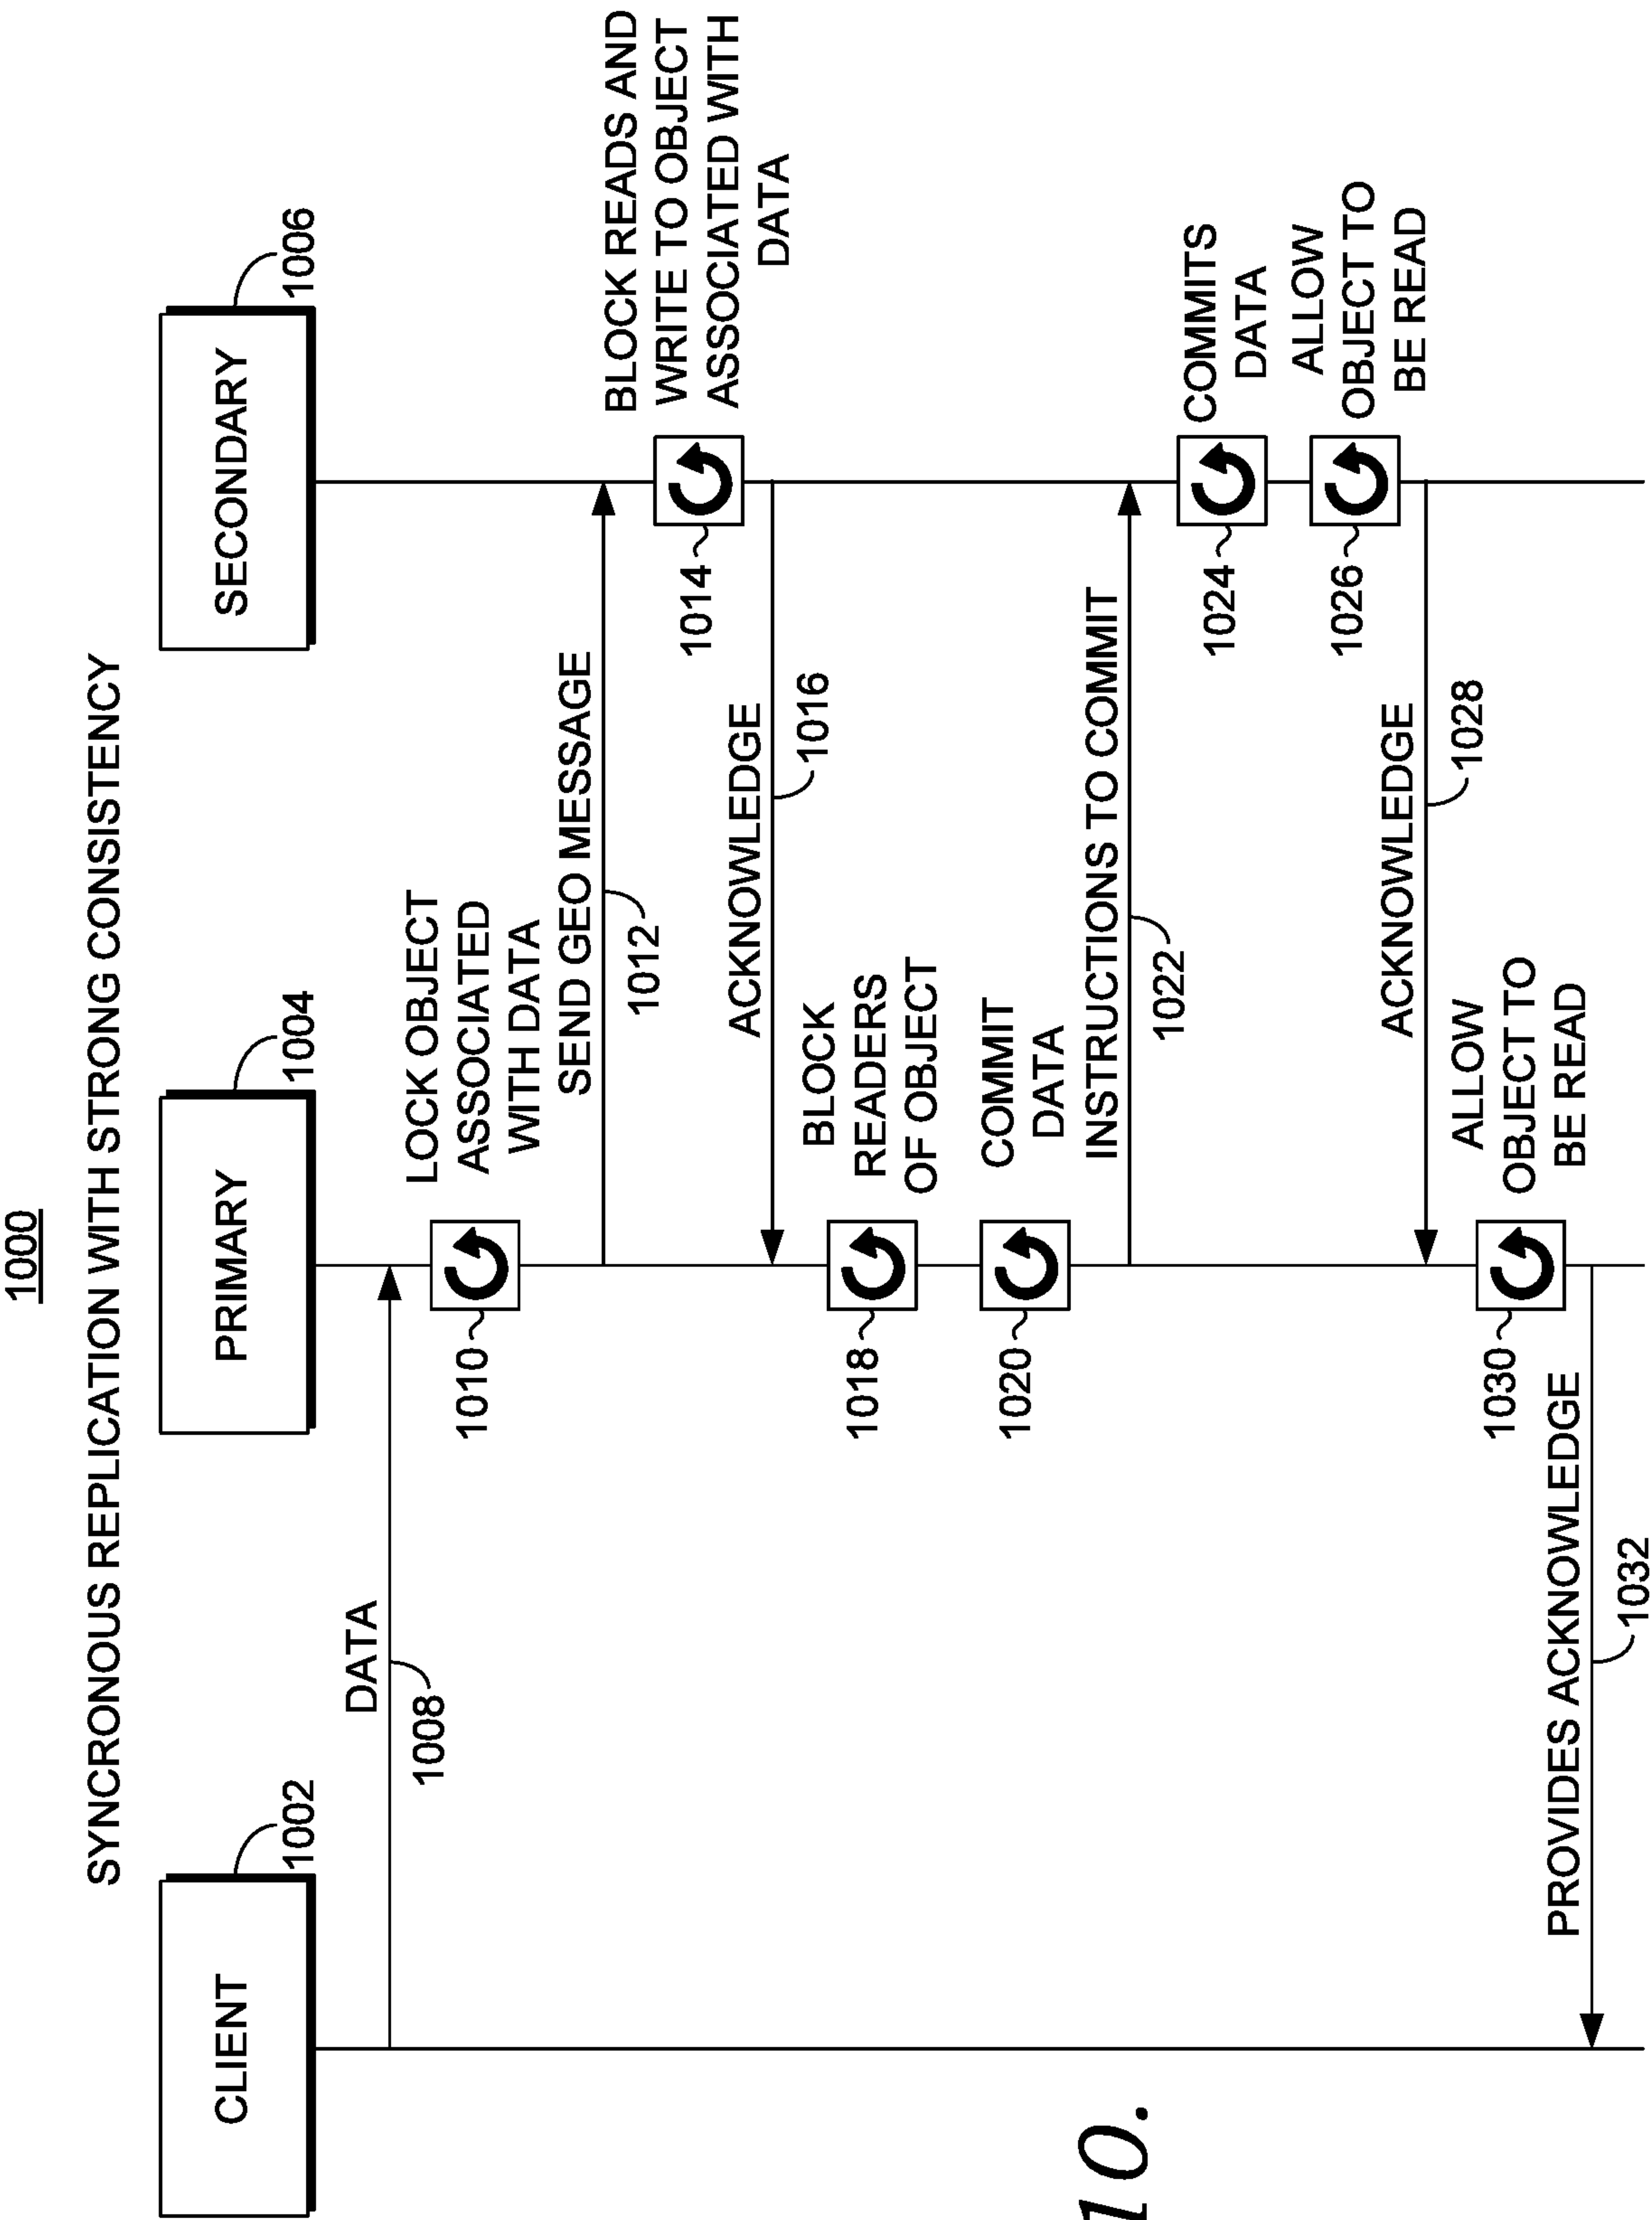 1000
SYNCRONOUS REPLICATION WITH STRONG CONSISTENCY
CLIENT
1002
PRIMARY
1004
SECONDARY
1006
DATA
1008
LOCK OBJECT
ASSOCIATED
WITH DATA
1010
SEND GEO MESSAGE
1012
BLOCK READS AND
WRITE TO OBJECT
ASSOCIATED WITH
DATA
1014
ACKNOWLEDGE
1016
BLOCK
READERS
OF OBJECT
1018
COMMIT
DATA
1020
INSTRUCTIONS TO COMMIT
1022
COMMITS
DATA
1024
ALLOW
OBJECT TO
BE READ
1026
ACKNOWLEDGE
1028
ALLOW
OBJECT TO
BE READ
1030
PROVIDES ACKNOWLEDGE
1032
10.